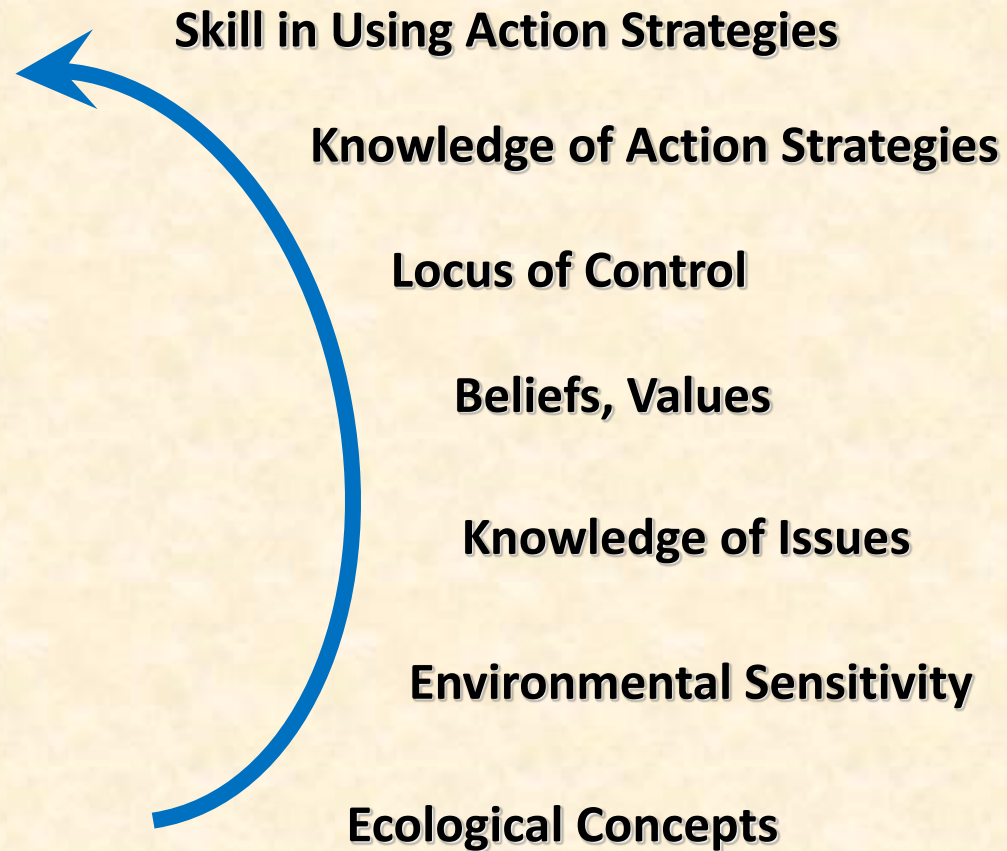 Skill in Using Action Strategies
Knowledge of Action Strategies
Locus of Control
Beliefs, Values
Knowledge of Issues
Environmental Sensitivity
Ecological Concepts